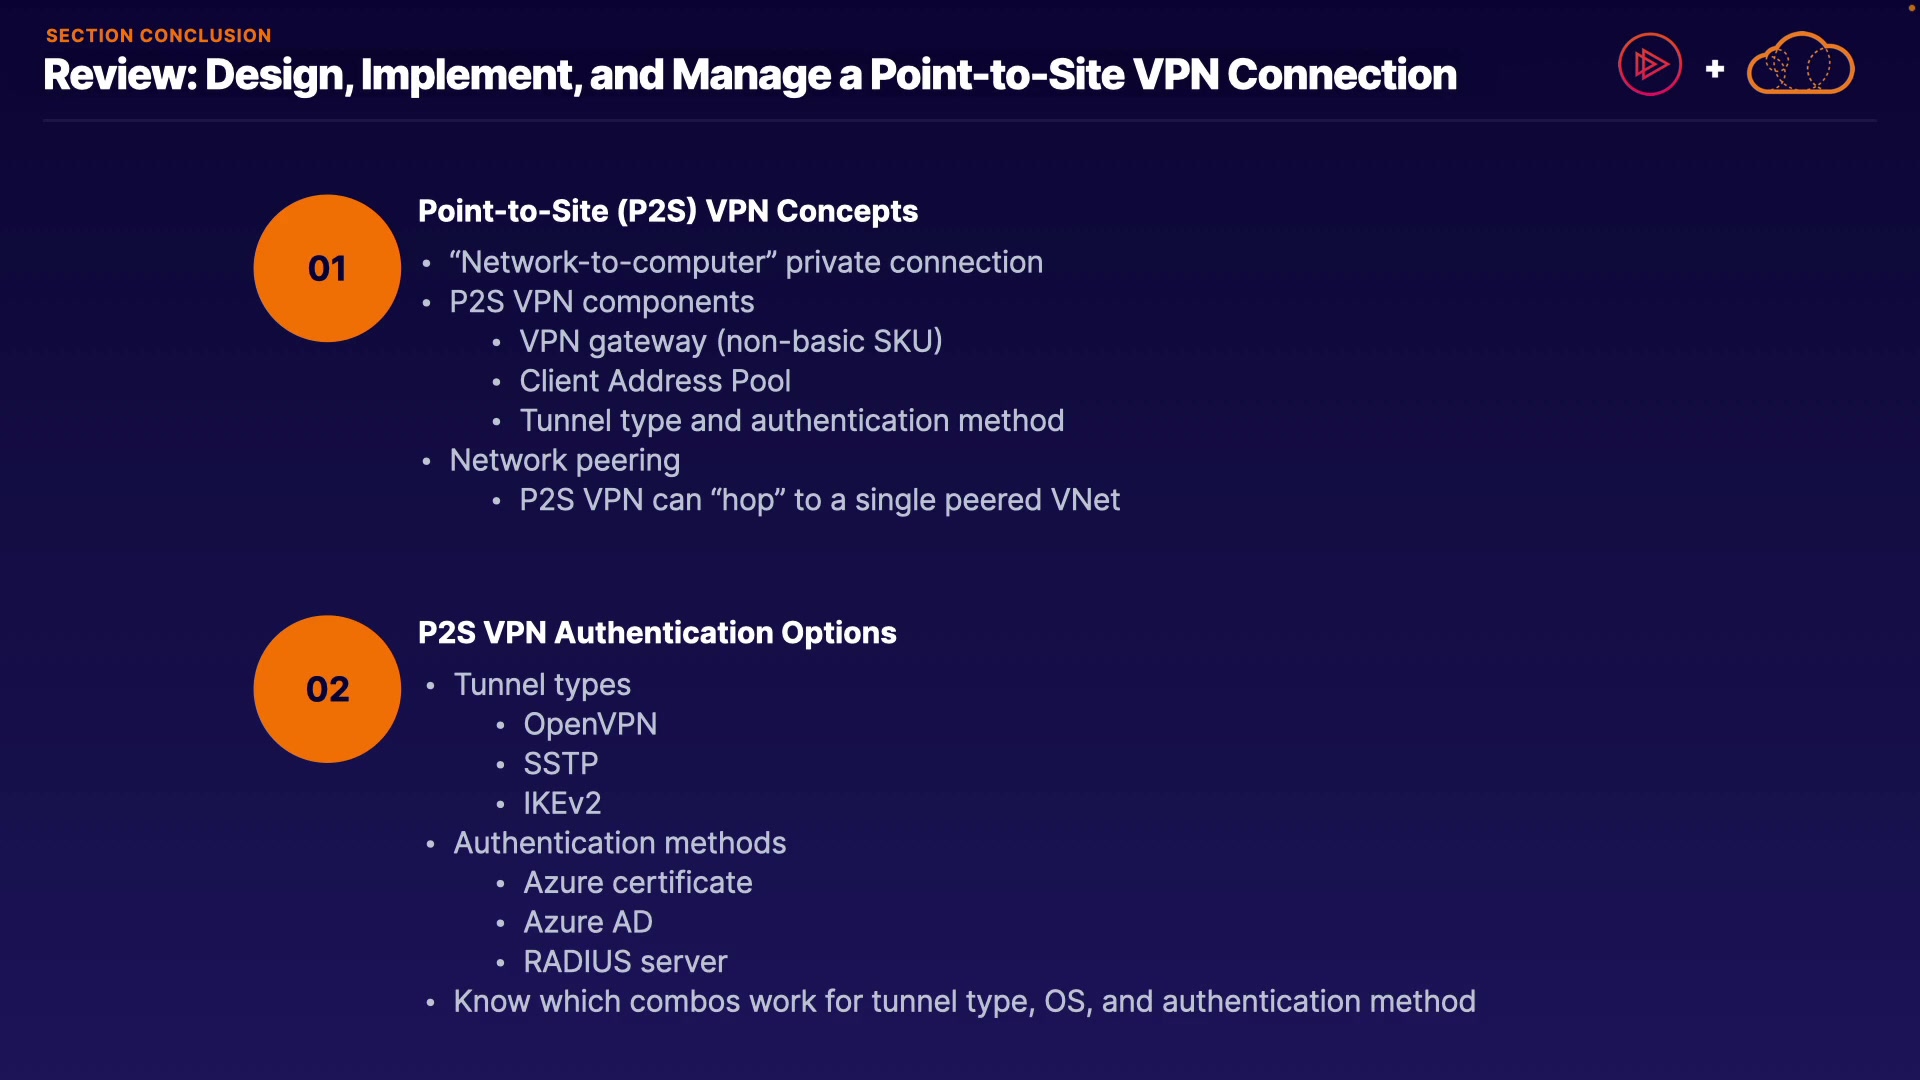 SECTION CONCLUSION
Review: Design, Implement, and Manage a Point-to-Site VPN Connection
+
01
Point-to-Site (P2S) VPN Concepts
• “Network-to-computer” private connection
• P2S VPN components
• VPN gateway (non-basic SKU)
• Client Address Pool
• Tunnel type and authentication method
• Network peering
• P2S VPN can “hop” to a single peered VNet
02
P2S VPN Authentication Options
• Tunnel types
• OpenVPN
• SSTP
• IKEv2
• Authentication methods
• Azure certificate
• Azure AD
• RADIUS server
• Know which combos work for tunnel type, OS, and authentication method